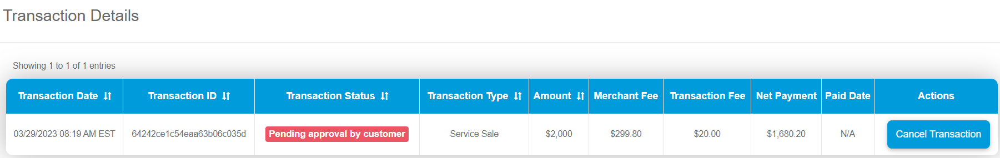 Transaction Details
Showing 1 to 1 of 1 entries
Transaction Date Transaction ID Transaction Status Transaction Type Amount Merchant Fee Transaction Fee Net Payment Paid Date Actions
03/29/2023 08:19 AM EST 64242ce1c54eaa63b06c035d Pending approval by customer Service Sale $2,000 $299.80 $20.00 $1,680.20 N/A Cancel Transaction